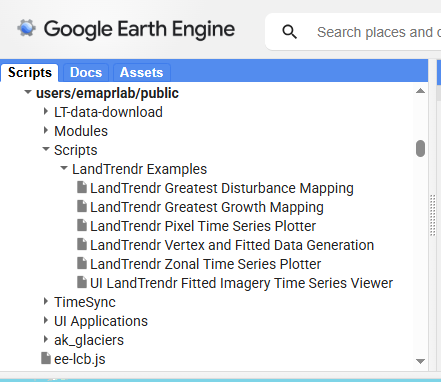 Google Earth Engine
Search places and
Scripts Docs Assets
users/emaprlab/public
LT-data-download
Modules
Scripts
LandTrendr Examples
LandTrendr Greatest Disturbance Mapping
LandTrendr Greatest Growth Mapping
LandTrendr Pixel Time Series Plotter
LandTrendr Vertex and Fitted Data Generation
LandTrendr Zonal Time Series Plotter
UI LandTrendr Fitted Imagery Time Series Viewer
TimeSync
UI Applications
ak_glaciers
ee-lcb.js